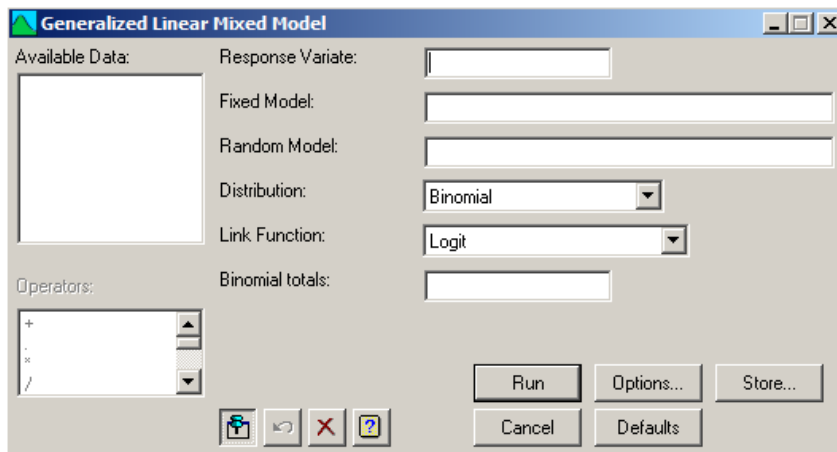 Generalized Linear Mixed Model
Available Data:
Response Variate:
Fixed Model:
Random Model:
Distribution:
Binomial
Link Function:
Logit
Binomial totals:
Operators:
+
.
*
/
Run
Options...
Store...
Cancel
Defaults